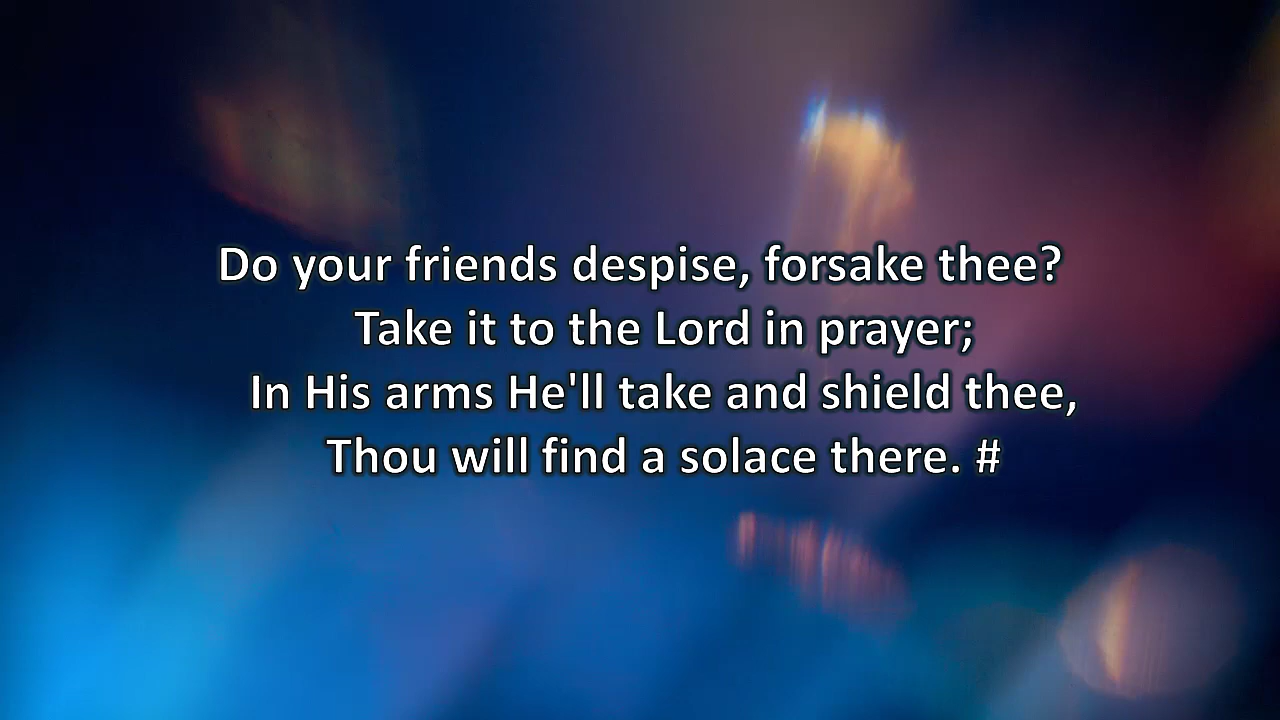 Do your friends despise, forsake thee?
Take it to the Lord in prayer;
In His arms He'll take and shield thee,
Thou will find a solace there. #